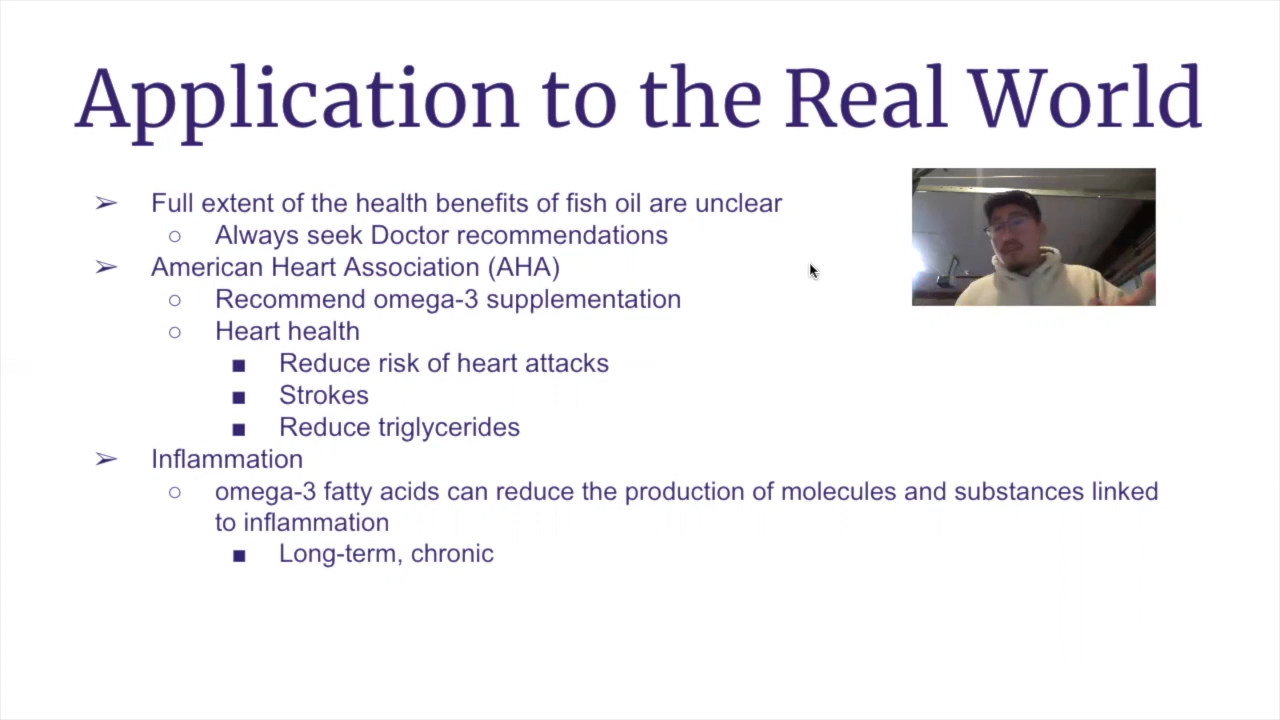 Application to the Real World
➢ Full extent of the health benefits of fish oil are unclear
○ Always seek Doctor recommendations
➢ American Heart Association (AHA)
○ Recommend omega-3 supplementation
○ Heart health
■ Reduce risk of heart attacks
■ Strokes
■ Reduce triglycerides
➢ Inflammation
○ omega-3 fatty acids can reduce the production of molecules and substances linked
to inflammation
■ Long-term, chronic